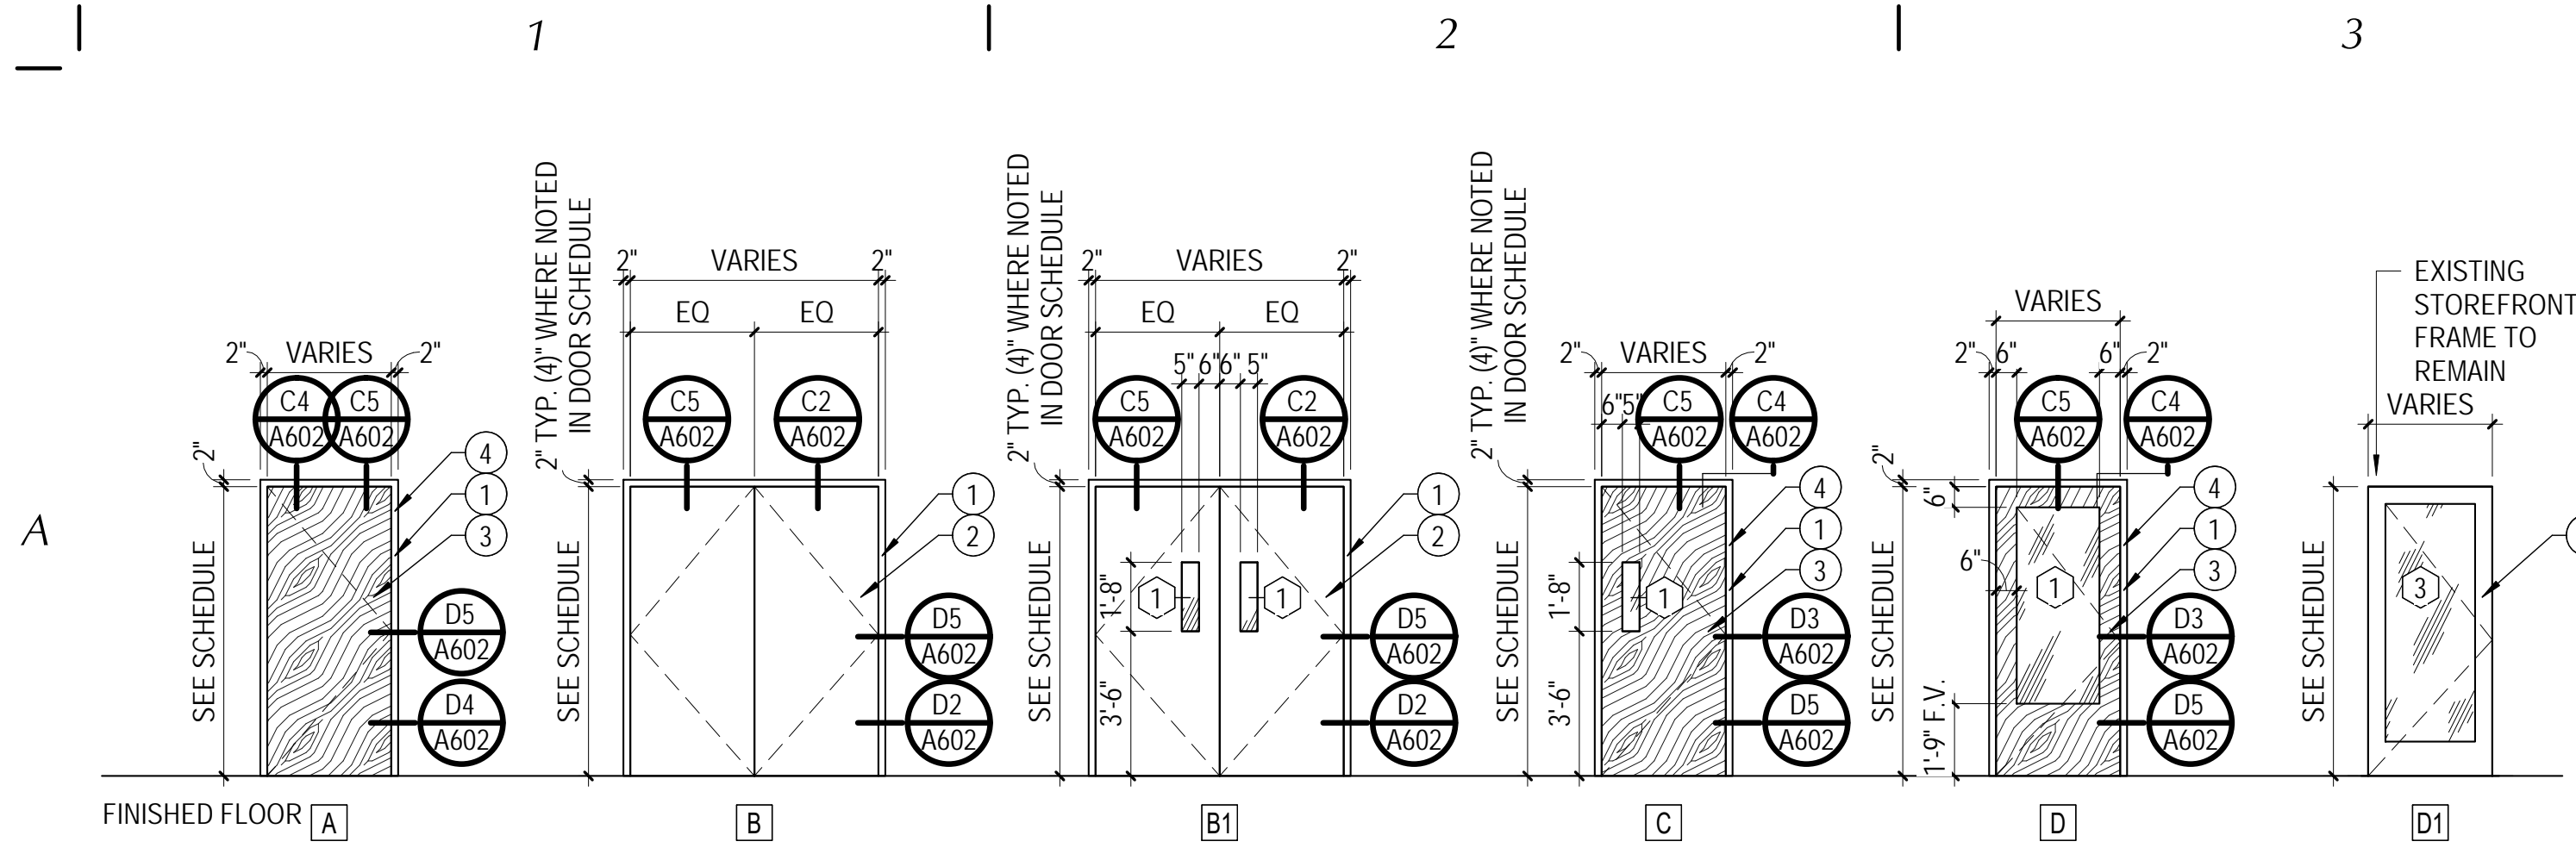 1
2
3
A
2" TYP. (4)" WHERE NOTED
IN DOOR SCHEDULE
2" TYP. (4)" WHERE NOTED
IN DOOR SCHEDULE
2" TYP. (4)" WHERE NOTED
IN DOOR SCHEDULE
2"
VARIES
2"
C4
A602
C5
A602
2"
4
1
3
SEE SCHEDULE
D5
A602
D4
A602
FINISHED FLOOR
A
2"
VARIES
2"
EQ
EQ
C5
A602
C2
A602
1
2
SEE SCHEDULE
D5
A602
D2
A602
B
2"
VARIES
2"
EQ
EQ
5"
6"
6"
5"
C5
A602
C2
A602
1
2
1
1
1'-8"
3'-6"
SEE SCHEDULE
D5
A602
D2
A602
B1
2"
VARIES
2"
6"
5"
C5
A602
C4
A602
4
1
3
1
1'-8"
3'-6"
SEE SCHEDULE
D3
A602
D5
A602
C
VARIES
2"
6"
6"
2"
C5
A602
C4
A602
2"
6"
6"
4
1
3
1
SEE SCHEDULE
1'-9" F.V.
D3
A602
D5
A602
D
EXISTING
STOREFRONT
FRAME TO
REMAIN
VARIES
3
SEE SCHEDULE
D1